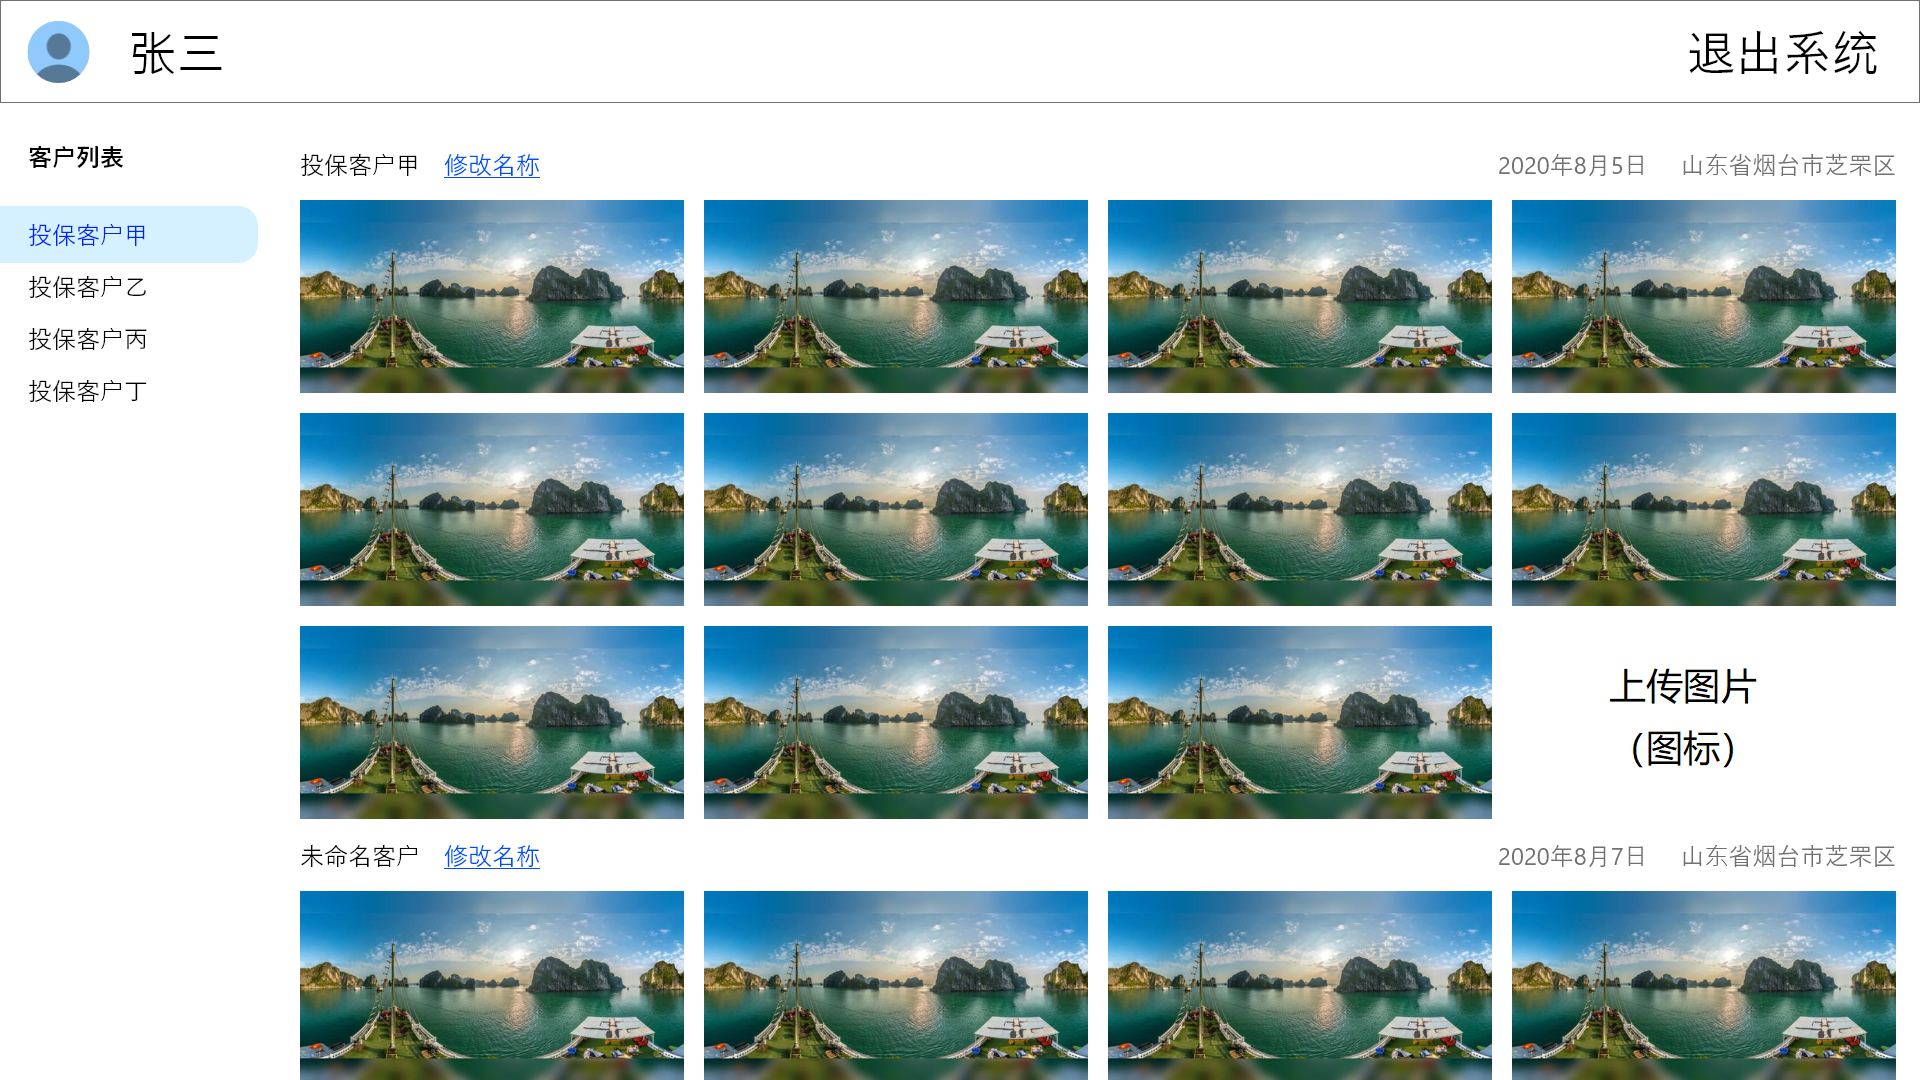 张三
退出系统
客户列表
投保客户甲
投保客户乙
投保客户丙
投保客户丁
投保客户甲 修改名称 2020年8月5日 山东省烟台市芝罘区
上传图片
（图标）
未命名客户 修改名称 2020年8月7日 山东省烟台市芝罘区